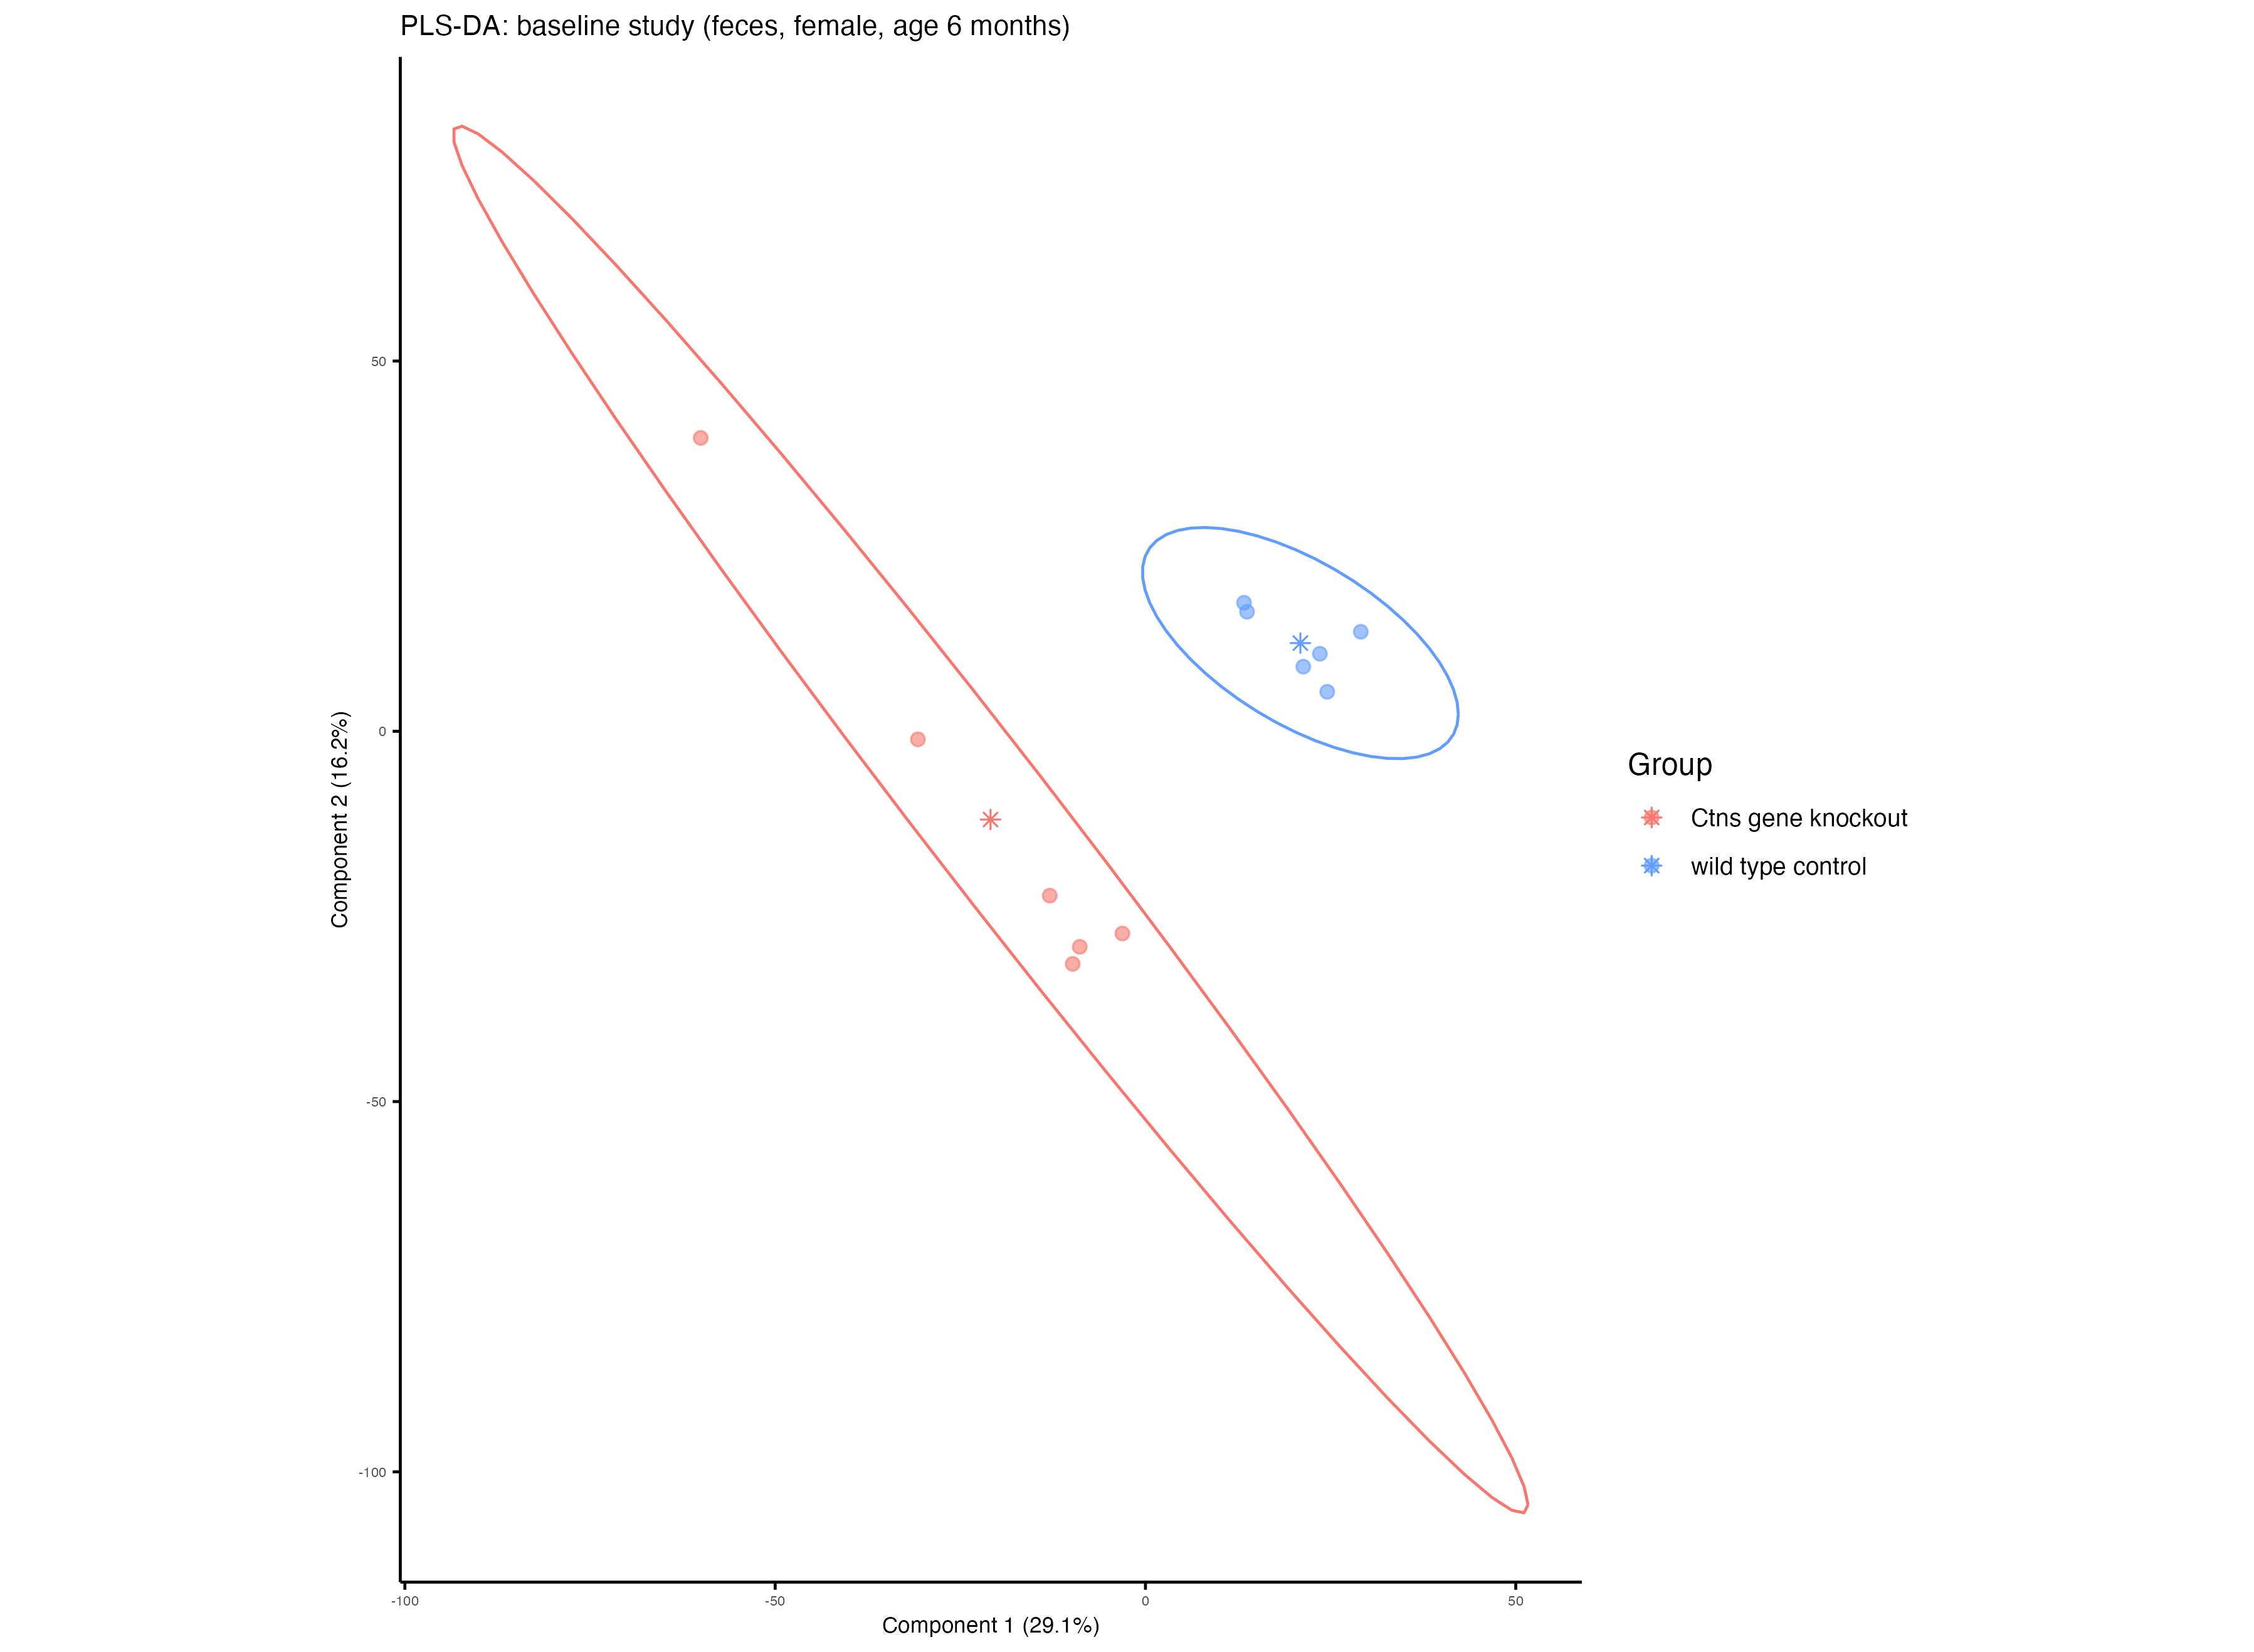 PLS-DA: baseline study (feces, female, age 6 months)
Component 2 (16.2%)
50
0
-50
-100
-100
-50
0
50
Component 1 (29.1%)
Group
Ctns gene knockout
wild type control